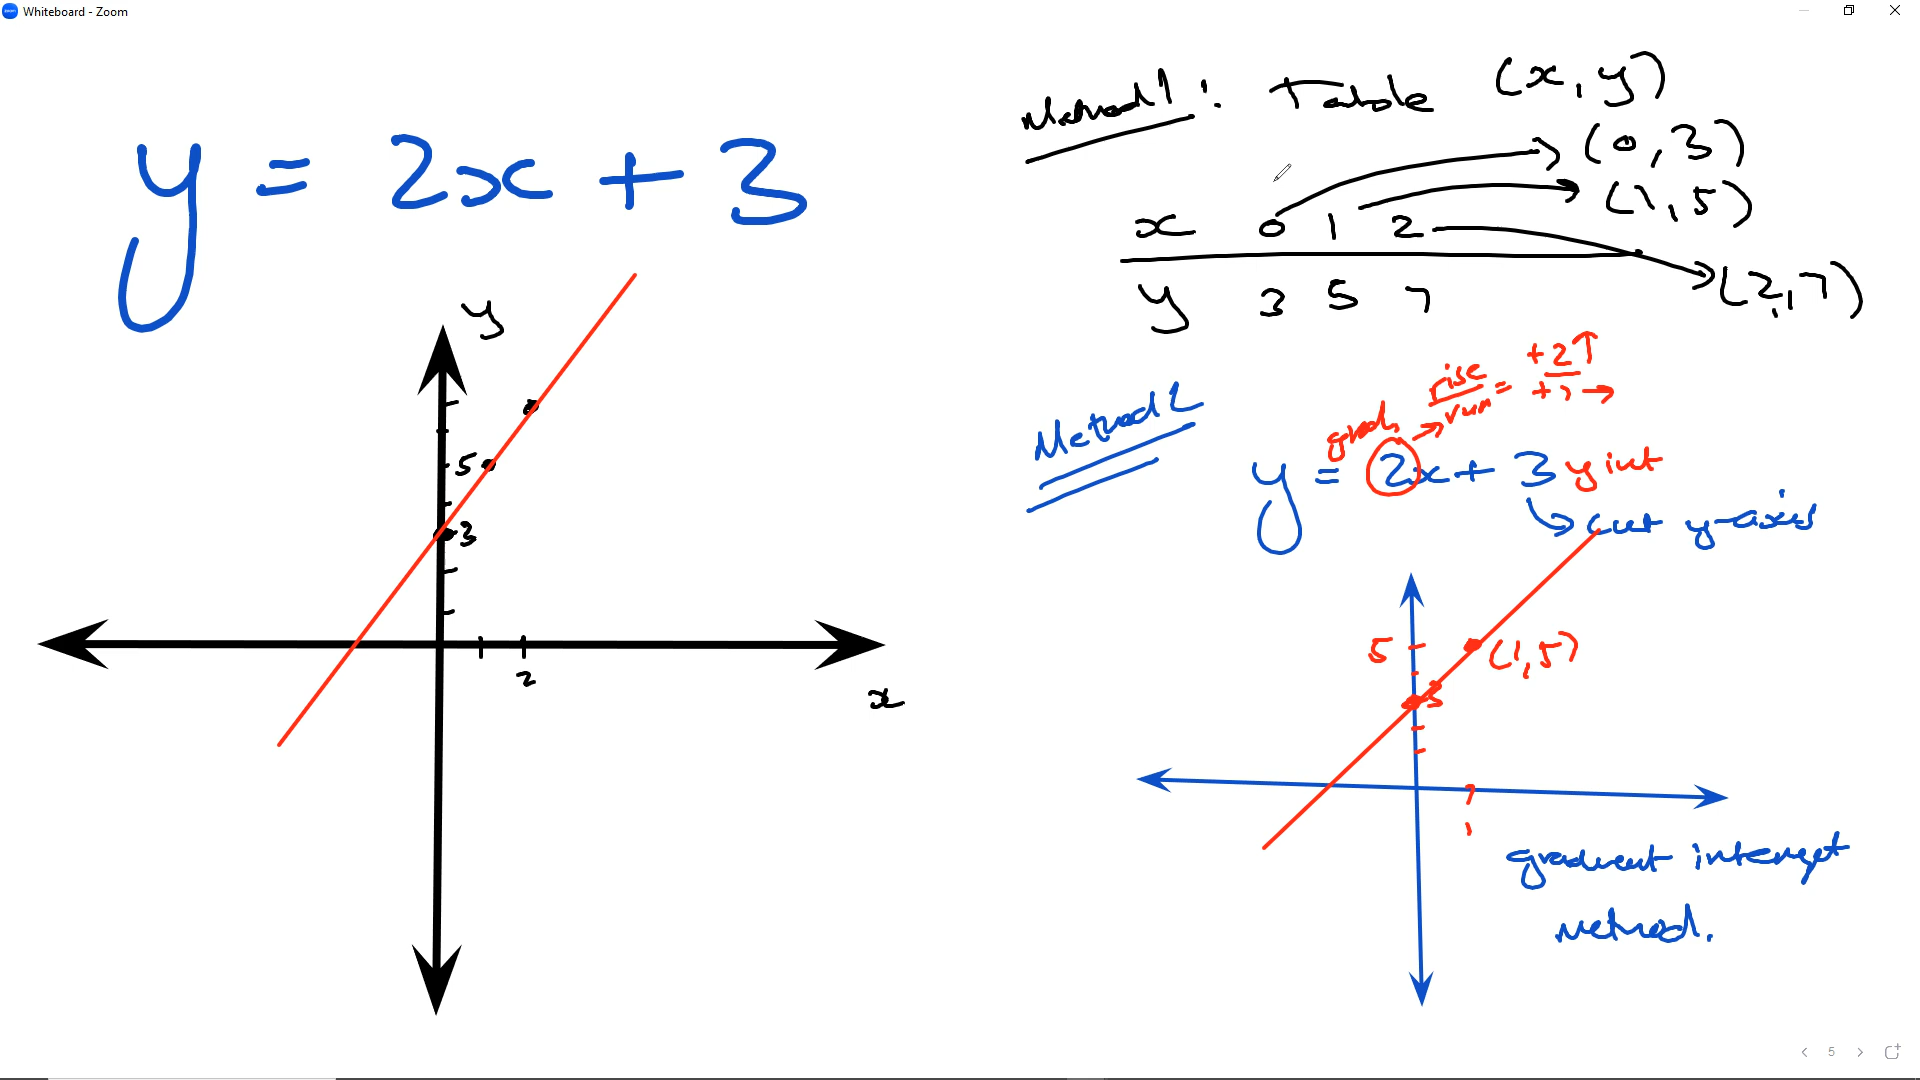 Whiteboard - Zoom
y = 2x + 3
y
5
3
2
x
Method 1 : Table (x, y)
(0, 3)
(1, 5)
x 0 1 2
(2, 7)
y 3 5 7
Method 2
grad, rise/run = +2↑/+1→
y = 2x + 3 y int
cut y-axis
5
(1, 5)
3
1
gradient intercept
method.
5